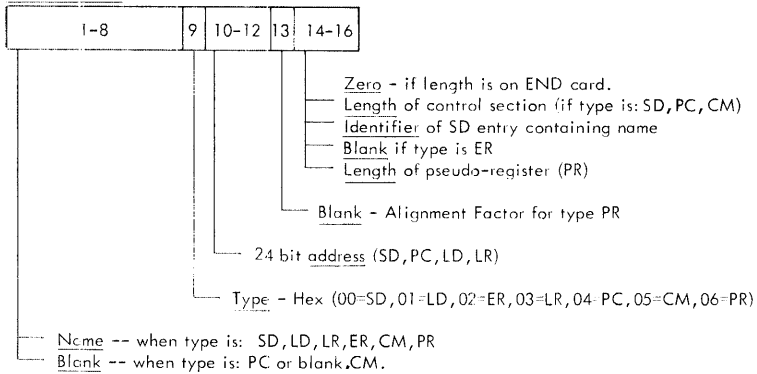 1-8 9 10-12 13 14-16
Zero - if length is on END card.
Length of control section (if type is: SD, PC, CM)
Identifier of SD entry containing name
Blank if type is ER
Length of pseudo-register (PR)
Blank - Alignment Factor for type PR
24 bit address (SD, PC, LD, LR)
Type - Hex (00=SD, 01=LD, 02=ER, 03=LR, 04=PC, 05=CM, 06=PR)
Name -- when type is: SD, LD, LR, ER, CM, PR
Blank -- when type is: PC or blank.CM.